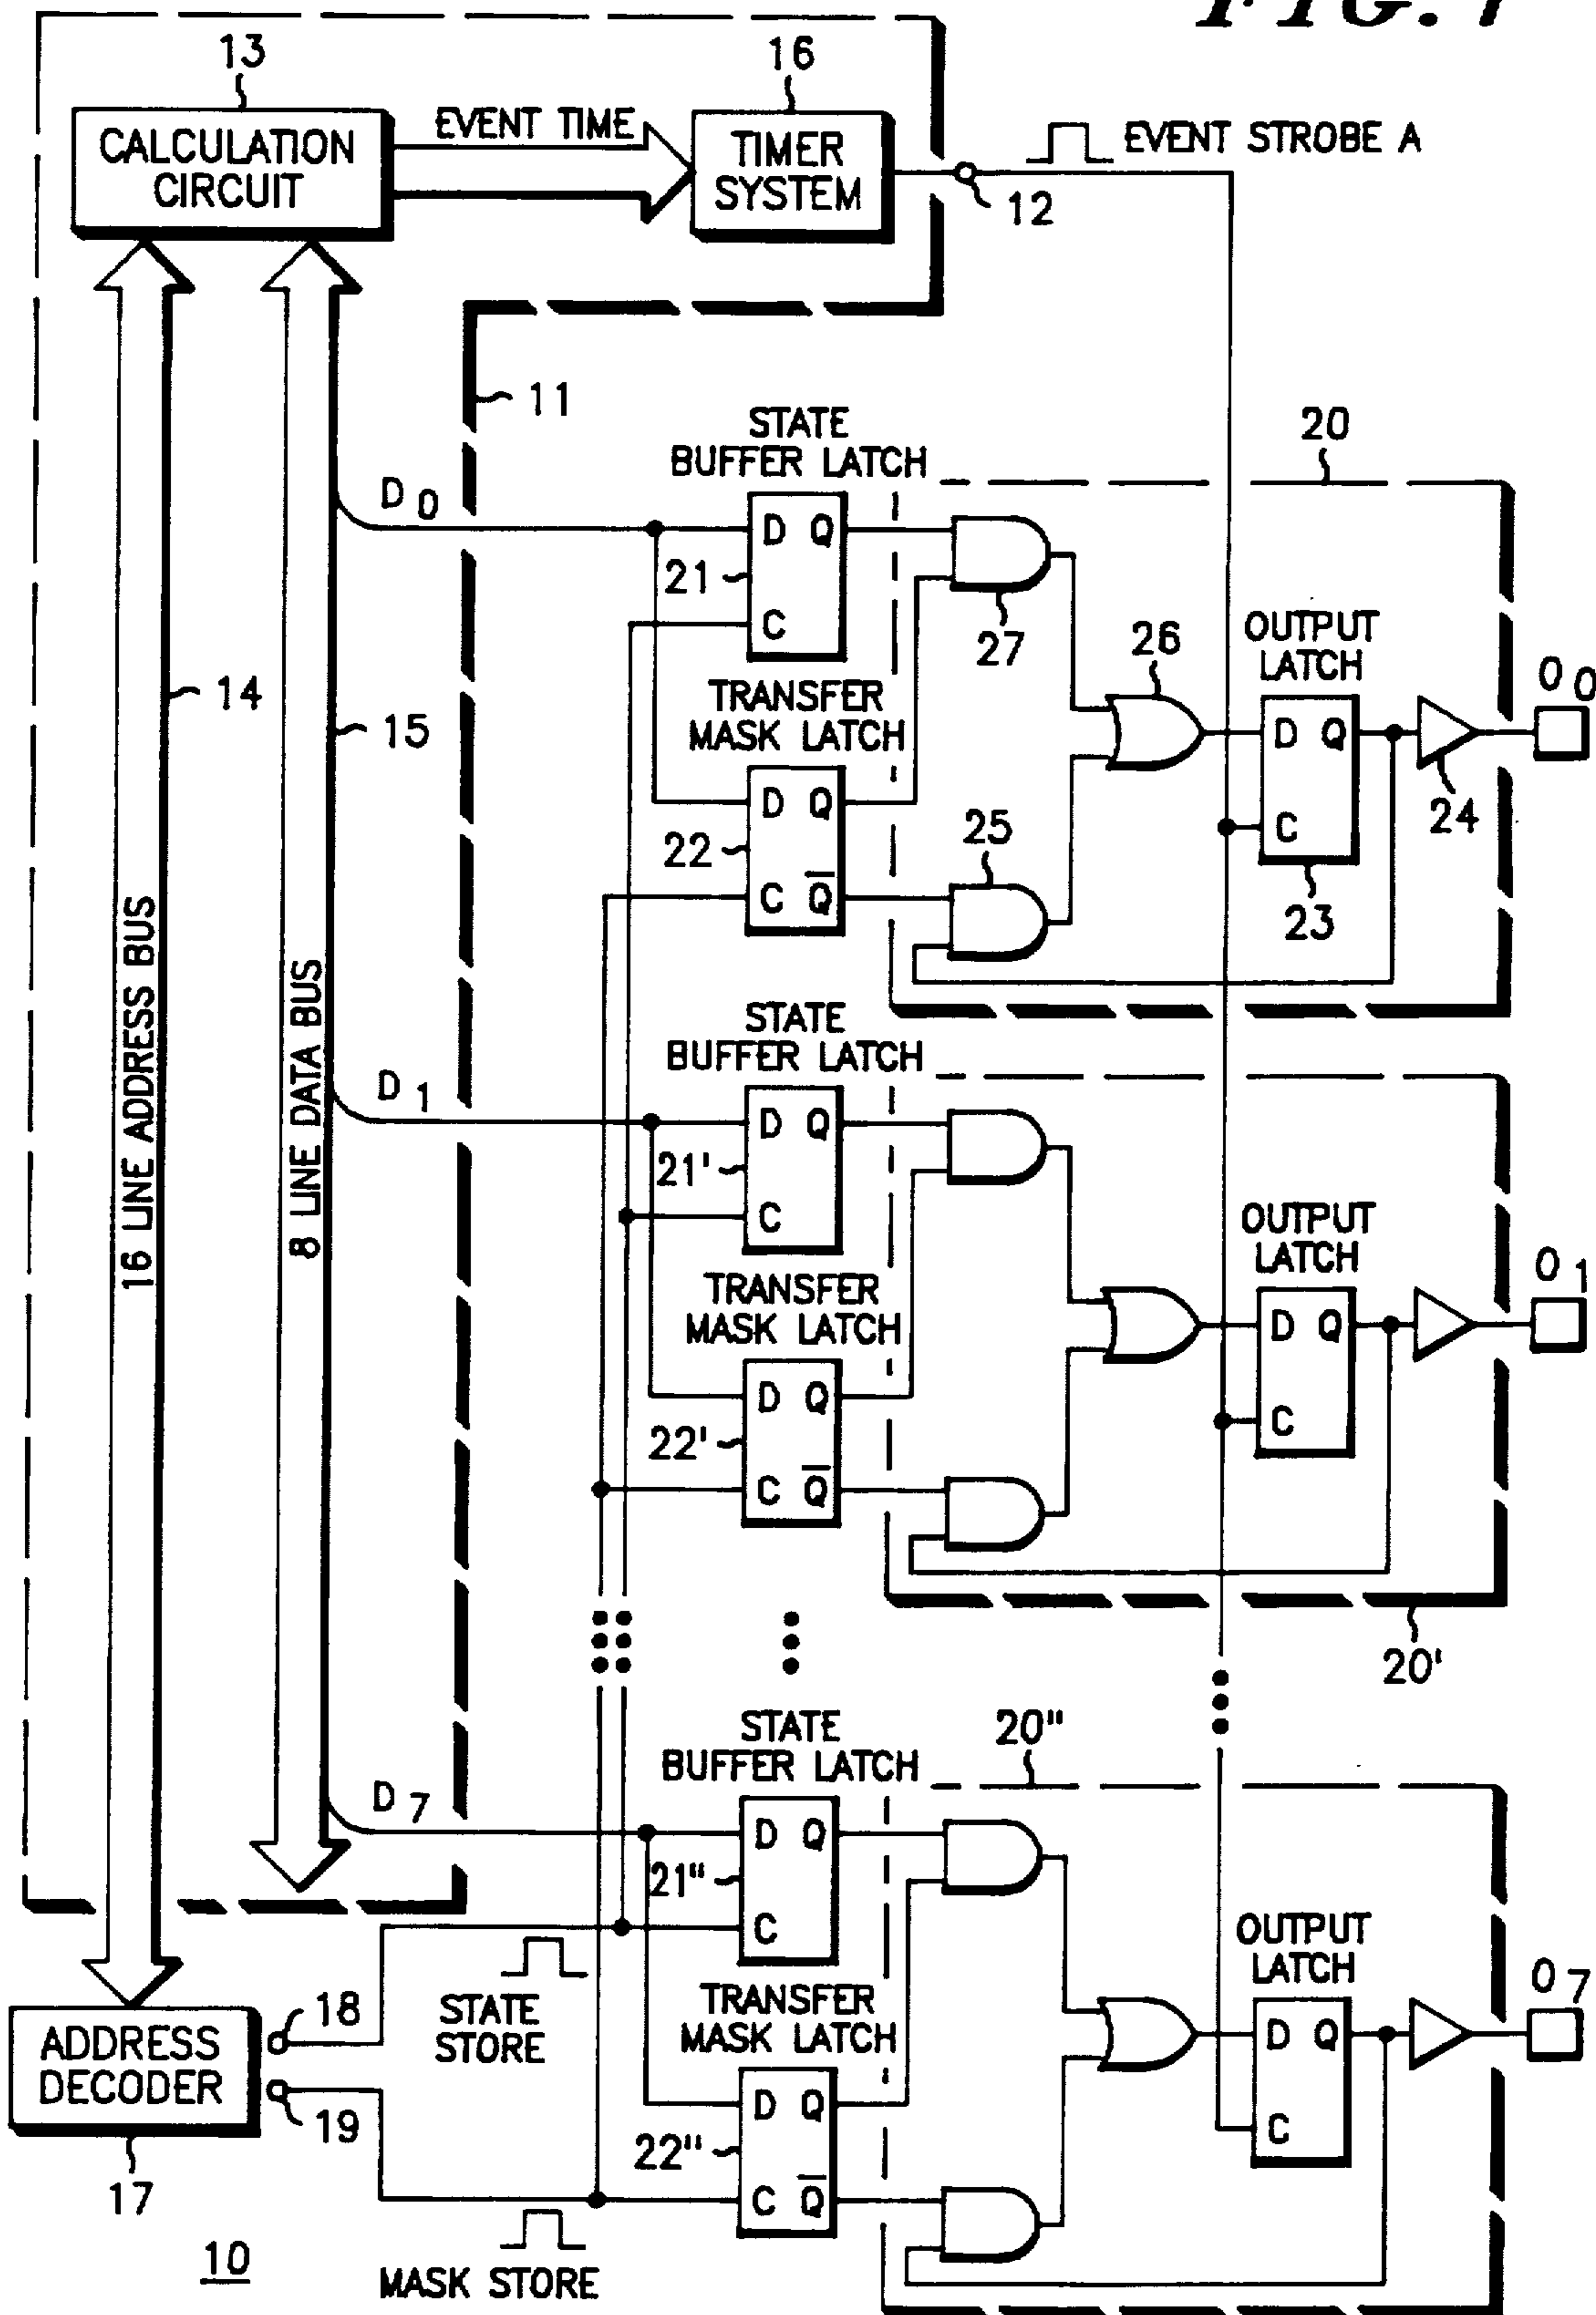 FIG. 1
13
16
CALCULATION
CIRCUIT
EVENT TIME
TIMER
SYSTEM
EVENT STROBE A
12
11
14
15
16 LINE ADDRESS BUS
8 LINE DATA BUS
D0
STATE
BUFFER LATCH
20
D Q
21
C
27
TRANSFER
MASK LATCH
26
OUTPUT
LATCH
O0
D Q
22
C Q̅
25
D Q
C
23
24
D1
STATE
BUFFER LATCH
D Q
21'
C
TRANSFER
MASK LATCH
OUTPUT
LATCH
O1
D Q
22'
C Q̅
D Q
C
20'
D7
STATE
BUFFER LATCH
20"
D Q
21"
C
STATE
STORE
TRANSFER
MASK LATCH
OUTPUT
LATCH
O7
D Q
22"
C Q̅
D Q
C
ADDRESS
DECODER
18
19
17
10
MASK STORE